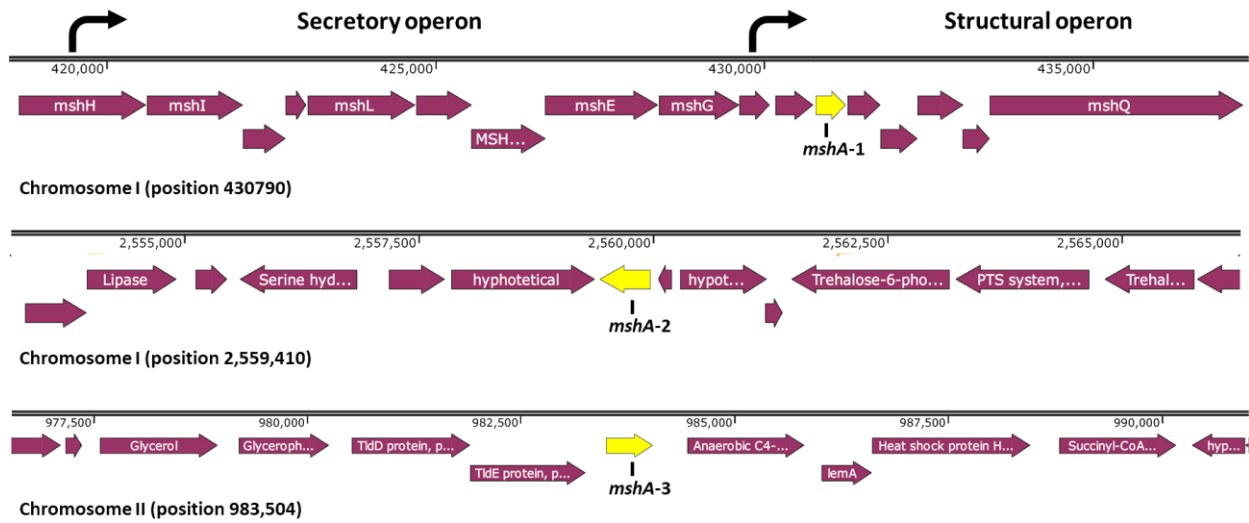 Secretory operon
Structural operon
420,000 425,000 430,000 435,000
mshH mshI mshL mshE mshG mshQ
MSH...
mshA-1
Chromosome I (position 430790)
2,555,000 2,557,500 2,560,000 2,562,500 2,565,000
Lipase Serine hyd... hyphotetical hypot... Trehalose-6-pho... PTS system,... Trehal...
mshA-2
Chromosome I (position 2,559,410)
977,500 980,000 982,500 985,000 987,500 990,000
Glycerol Glyceroph... TldD protein, p... Anaerobic C4-... Heat shock protein H... Succinyl-CoA... hyp...
TldE protein, p... lemA
mshA-3
Chromosome II (position 983,504)